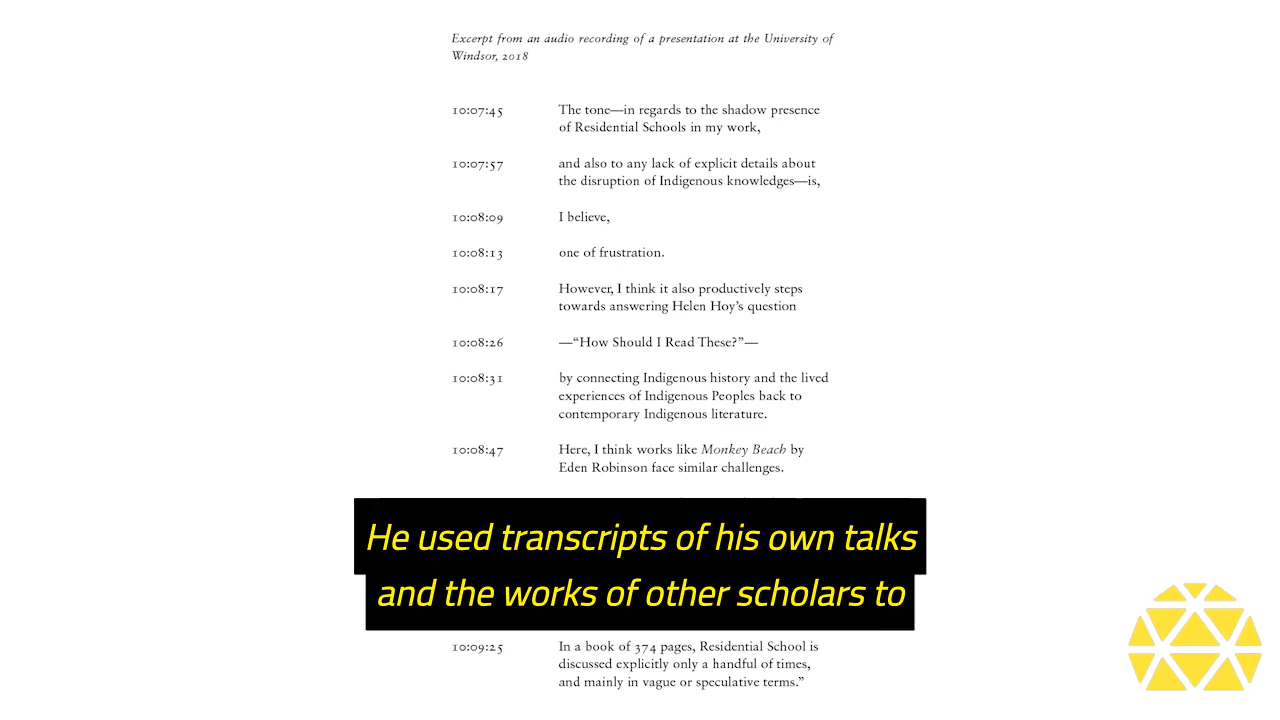 Excerpt from an audio recording of a presentation at the University of
Windsor, 2018
10:07:45 The tone—in regards to the shadow presence
of Residential Schools in my work,
10:07:57 and also to any lack of explicit details about
the disruption of Indigenous knowledges—is,
10:08:09 I believe,
10:08:13 one of frustration.
10:08:17 However, I think it also productively steps
towards answering Helen Hoy’s question
10:08:26 —“How Should I Read These?”—
10:08:31 by connecting Indigenous history and the lived
experiences of Indigenous Peoples back to
contemporary Indigenous literature.
10:08:47 Here, I think works like Monkey Beach by
Eden Robinson face similar challenges.
He used transcripts of his own talks
and the works of other scholars to
10:09:25 In a book of 374 pages, Residential School is
discussed explicitly only a handful of times,
and mainly in vague or speculative terms.”